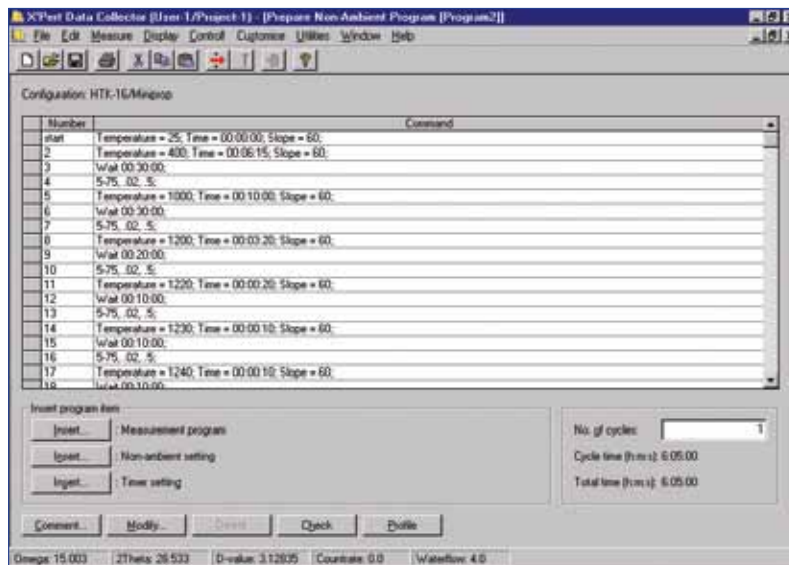 X'Pert Data Collector (User-1/Project-1) - [Prepare Non-Ambient Program [Program2]]
File Edit Measure Display Control Customize Utilities Window Help
Configuration: HTK-16/Miniprop
Number Command
start Temperature = 25; Time = 00:00:00; Slope = 60;
2 Temperature = 400; Time = 00:06:15; Slope = 60;
3 Wait 00:30:00;
4 5-75, .02, .5;
5 Temperature = 1000; Time = 00:10:00; Slope = 60;
6 Wait 00:30:00;
7 5-75, .02, .5;
8 Temperature = 1200; Time = 00:03:20; Slope = 60;
9 Wait 00:20:00;
10 5-75, .02, .5;
11 Temperature = 1220; Time = 00:00:20; Slope = 60;
12 Wait 00:10:00;
13 5-75, .02, .5;
14 Temperature = 1230; Time = 00:00:10; Slope = 60;
15 Wait 00:10:00;
16 5-75, .02, .5;
17 Temperature = 1240; Time = 00:00:10; Slope = 60;
18 Wait 00:10:00;
Insert program item
Insert... : Measurement program
Insert... : Non-ambient setting
Insert... : Timer setting
No. of cycles: 1
Cycle time (h:m:s): 6:05:00
Total time (h:m:s): 6:05:00
Comment... Modify... Check Profile
Omega: 15.003 2Theta: 28.533 D-value: 3.12835 Countrate: 0.0 Waterflow: 4.0